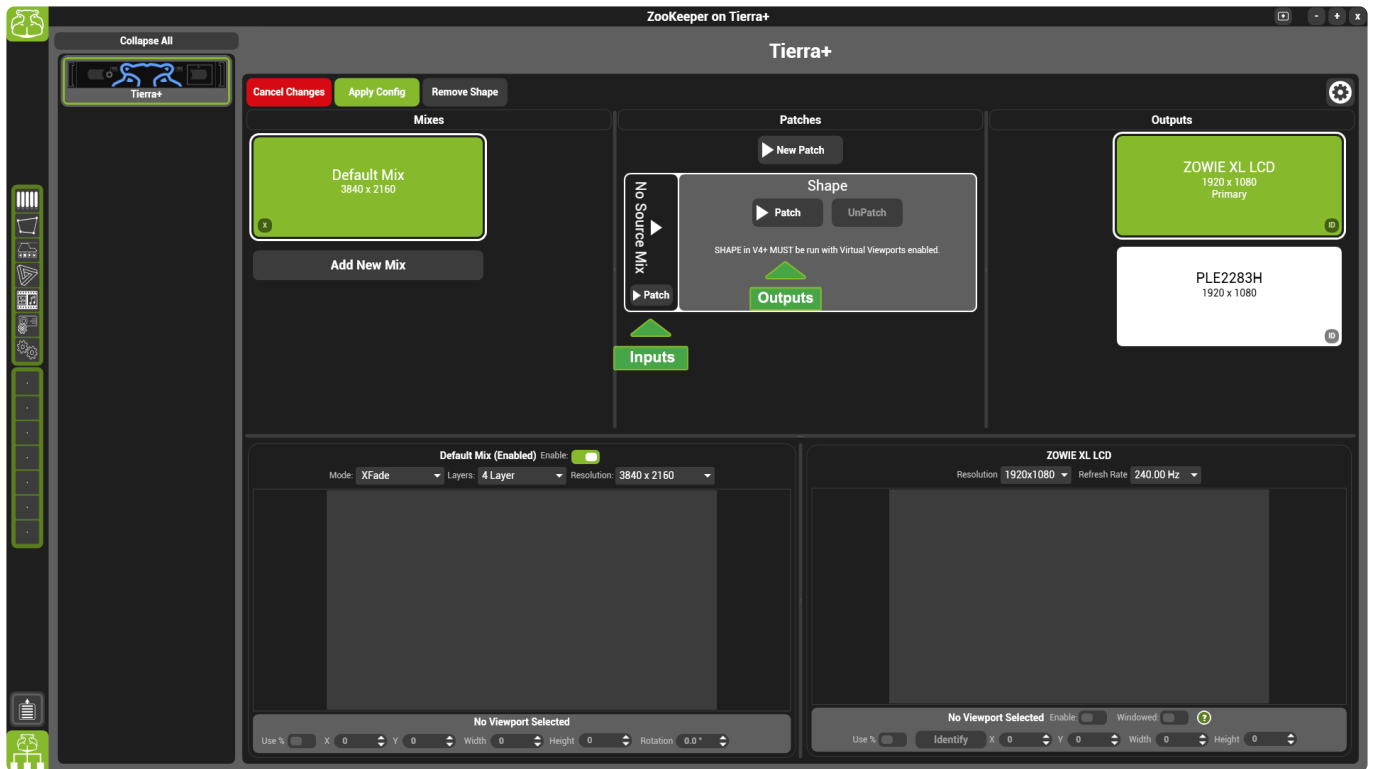 ZooKeeper on Tierra+
- + x
Collapse All
Tierra+
Tierra+
Cancel Changes
Apply Config
Remove Shape
Mixes
Patches
Outputs
Default Mix
3840 x 2160
X
Add New Mix
New Patch
No Source Mix
Patch
Shape
Patch
UnPatch
SHAPE in V4+ MUST be run with Virtual Viewports enabled.
Outputs
Inputs
ZOWIE XL LCD
1920 x 1080
Primary
ID
PLE2283H
1920 x 1080
ID
Default Mix (Enabled) Enable:
Mode: XFade Layers: 4 Layer Resolution: 3840 x 2160
No Viewport Selected
Use % X 0 Y 0 Width 0 Height 0 Rotation 0.0 °
ZOWIE XL LCD
Resolution 1920x1080 Refresh Rate 240.00 Hz
No Viewport Selected Enable: Windowed: ?
Use % Identify X 0 Y 0 Width 0 Height 0